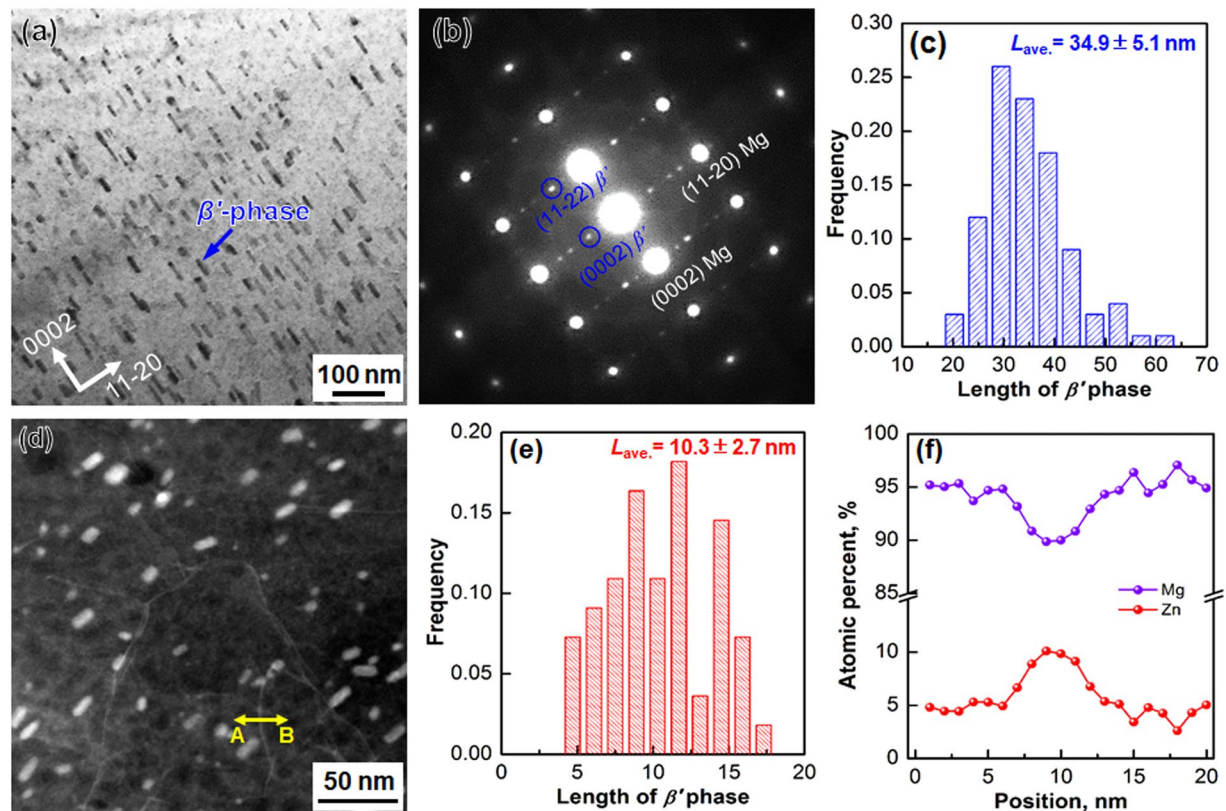 (a)
β′-phase
0002
11-20
100 nm
(b)
(11-22) β′
(0002) β′
(11-20) Mg
(0002) Mg
(c)
Lave.= 34.9 ± 5.1 nm
Frequency
0.30
0.25
0.20
0.15
0.10
0.05
0.00
10 20 30 40 50 60 70
Length of β′ phase
(d)
A B
50 nm
(e)
Lave.= 10.3 ± 2.7 nm
Frequency
0.20
0.15
0.10
0.05
0.00
0 5 10 15 20
Length of β′ phase
(f)
Atomic percent, %
100
95
90
85
10
5
0
Mg
Zn
0 5 10 15 20
Position, nm